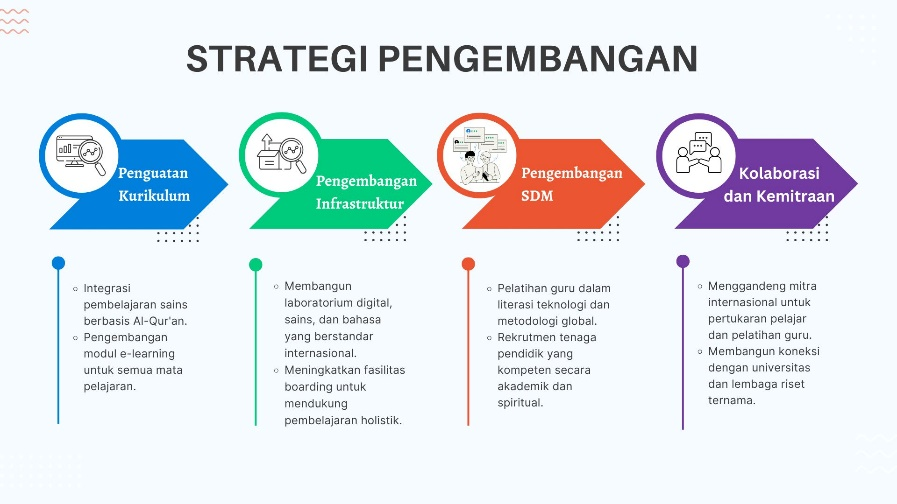 STRATEGI PENGEMBANGAN
Penguatan
Kurikulum
Pengembangan
Infrastruktur
Pengembangan
SDM
Kolaborasi
dan Kemitraan
Integrasi
pembelajaran sains
berbasis Al-Qur'an.
Pengembangan
modul e-learning
untuk semua mata
pelajaran.
Membangun
laboratorium digital,
sains, dan bahasa
yang berstandar
internasional.
Meningkatkan fasilitas
boarding untuk
mendukung
pembelajaran holistik.
Pelatihan guru dalam
literasi teknologi dan
metodologi global.
Rekrutmen tenaga
pendidik yang
kompeten secara
akademik dan
spiritual.
Menggandeng mitra
internasional untuk
pertukaran pelajar
dan pelatihan guru.
Membangun koneksi
dengan universitas
dan lembaga riset
ternama.